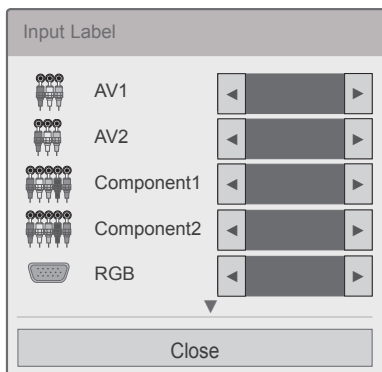 Input Label
AV1
AV2
Component1
Component2
RGB
Close